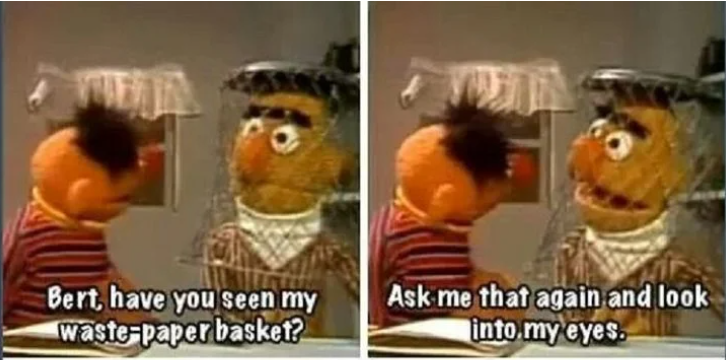 Bert, have you seen my
waste-paper basket?
Ask me that again and look
into my eyes.